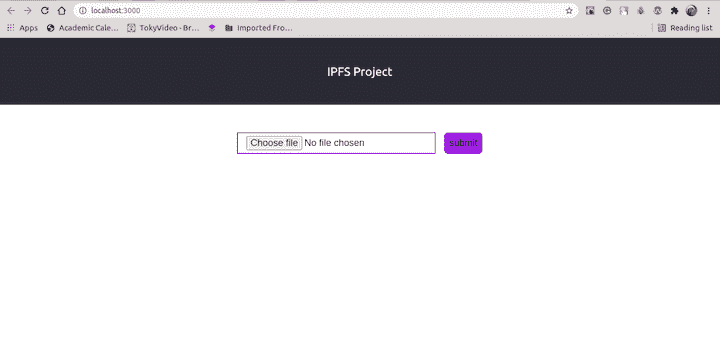 localhost:3000
Apps Academic Cale... TokyVideo - Br... Imported Fro... Reading list
IPFS Project
Choose file No file chosen submit